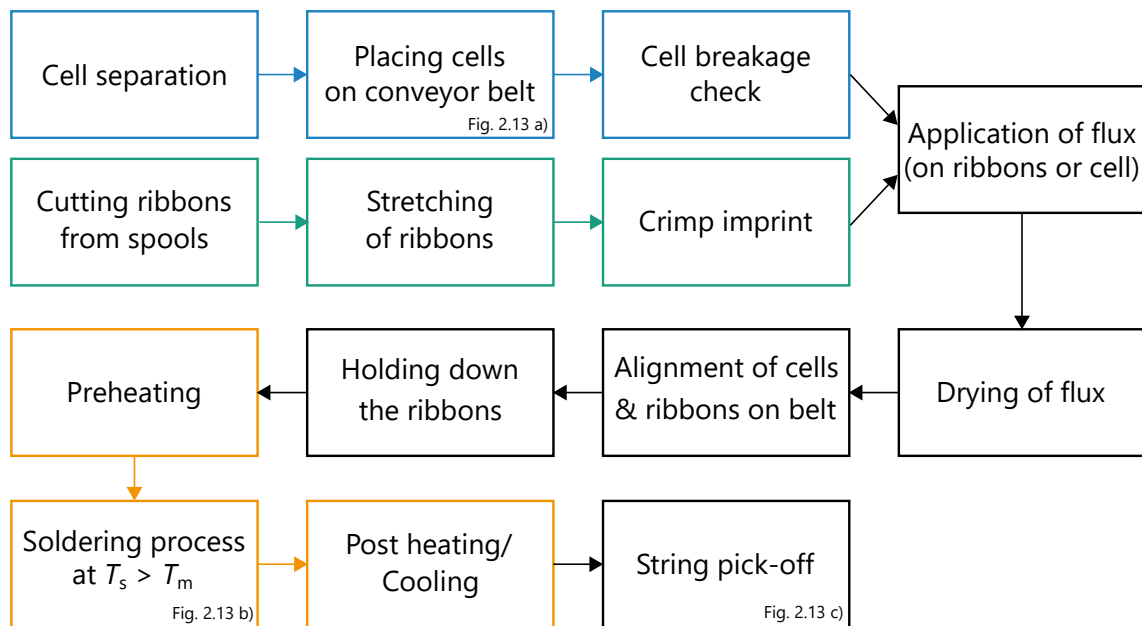 Cell separation
Placing cells
on conveyor belt
Fig. 2.13 a)
Cell breakage
check
Application of flux
(on ribbons or cell)
Cutting ribbons
from spools
Stretching
of ribbons
Crimp imprint
Preheating
Holding down
the ribbons
Alignment of cells
& ribbons on belt
Drying of flux
Soldering process
at Ts > Tm
Fig. 2.13 b)
Post heating/
Cooling
String pick-off
Fig. 2.13 c)